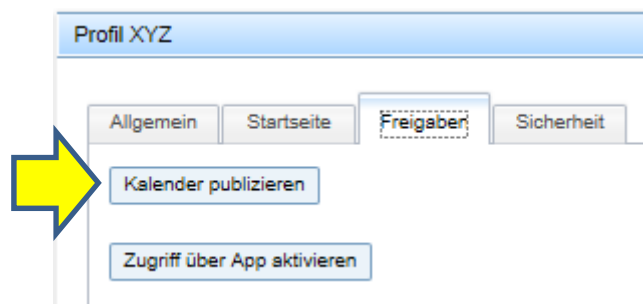 Profil XYZ
Allgemein Startseite Freigaben Sicherheit
Kalender publizieren
Zugriff über App aktivieren